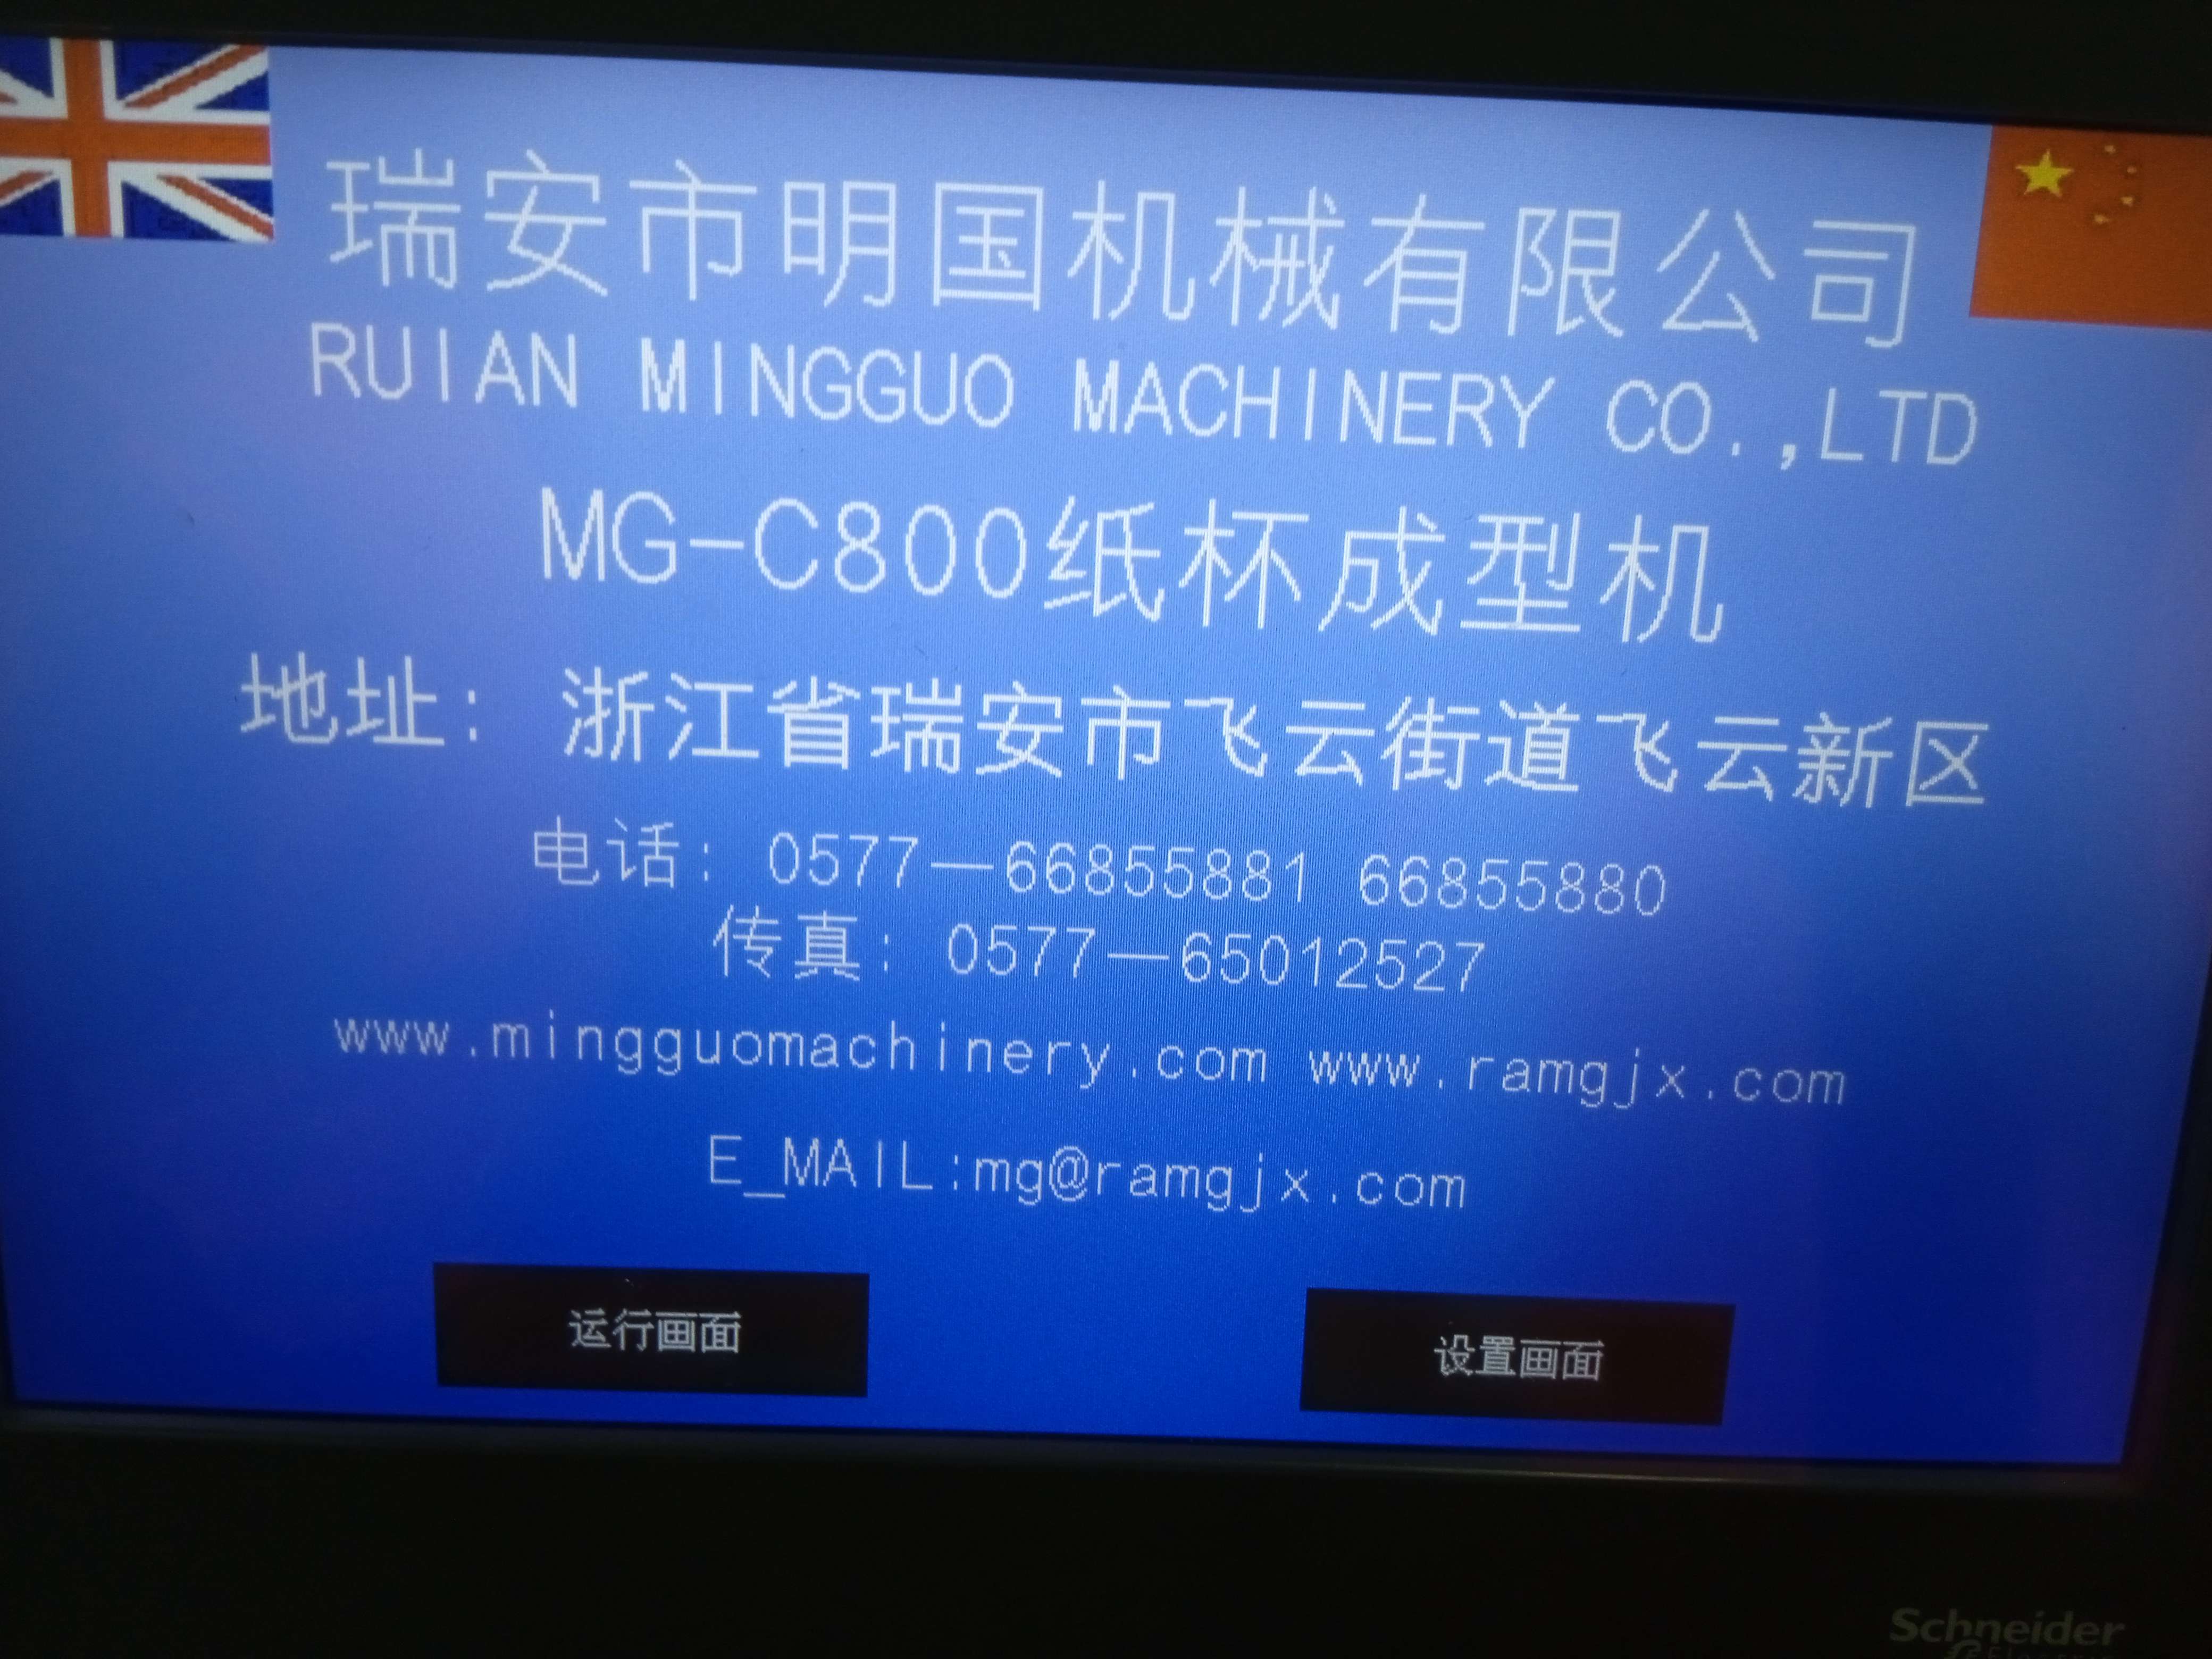 瑞安市明国机械有限公司
RUIAN MINGGUO MACHINERY CO.,LTD
MG-C800纸杯成型机
地址: 浙江省瑞安市飞云街道飞云新区
电话: 0577—66855881 66855880
传真: 0577—65012527
www.mingguomachinery.com www.ramgjx.com
E_MAIL:mg@ramgjx.com
运行画面 设置画面
Schneider